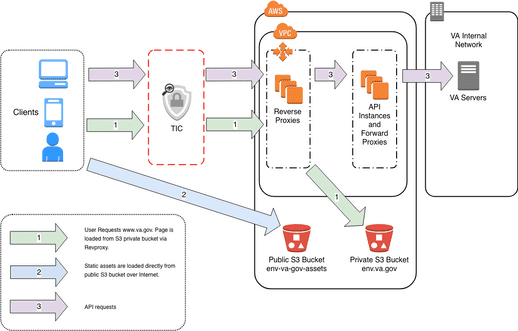 AWS
VPC
VA Internal
Network
VA Servers
Clients
3
3
3
3
1
1
TIC
Reverse
Proxies
API
Instances
and
Forward
Proxies
2
1
Public S3 Bucket
env-va-gov-assets
Private S3 Bucket
env.va.gov
1
User Requests www.va.gov. Page is
loaded from S3 private bucket via
Revproxy.
2
Static assets are loaded directly from
public S3 bucket over Internet.
3
API requests